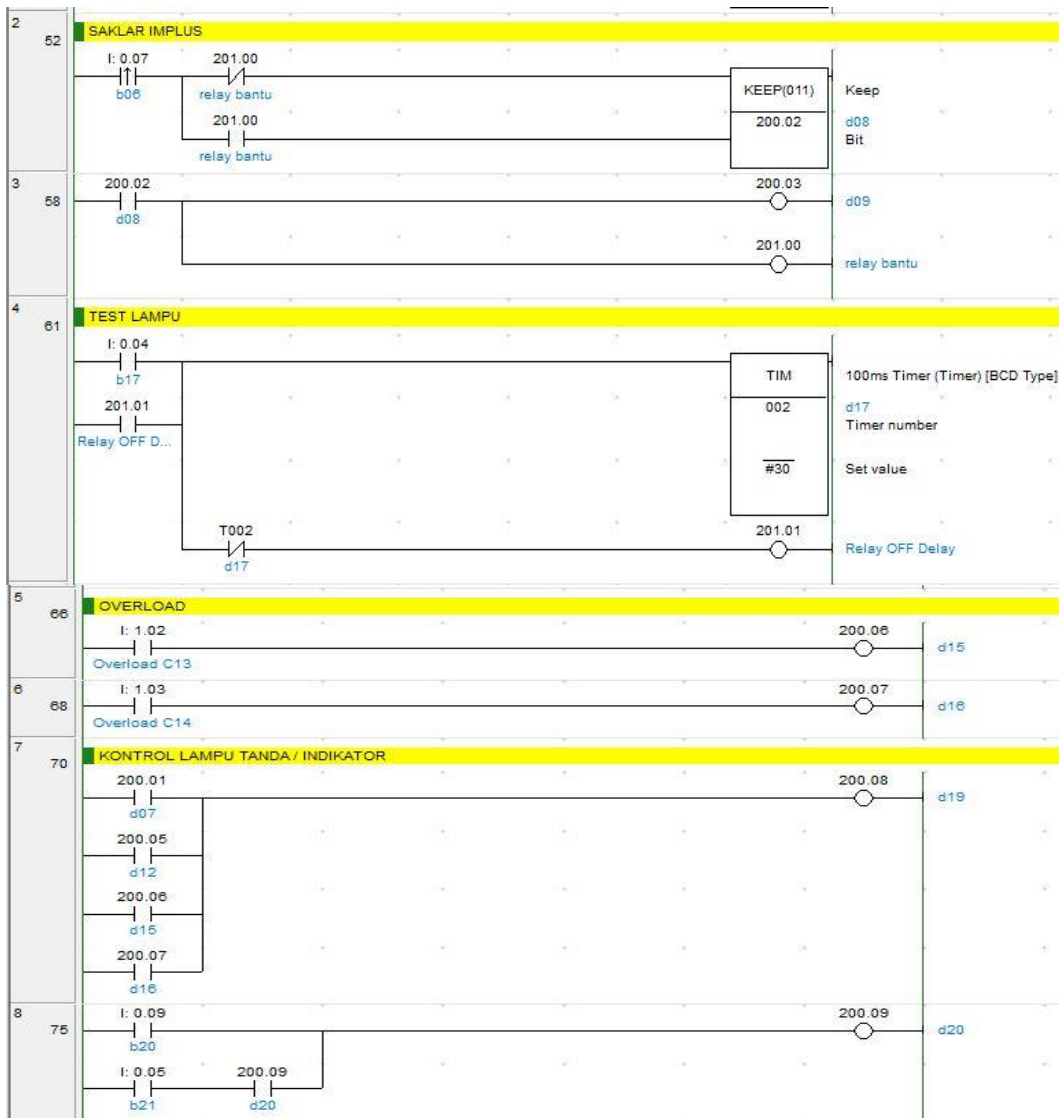 2
52
SAKLAR IMPLUS
I: 0.07 201.00
b06 relay bantu
KEEP(011) Keep
201.00
200.02 d08
Bit
relay bantu
3
58
200.02 200.03
d08 d09
201.00
relay bantu
4
61
TEST LAMPU
I: 0.04
b17
TIM 100ms Timer (Timer) [BCD Type]
201.01
002 d17
Timer number
Relay OFF D...
#30 Set value
T002 201.01
d17 Relay OFF Delay
5
66
OVERLOAD
I: 1.02 200.06
Overload C13 d15
6
68
I: 1.03 200.07
Overload C14 d16
7
70
KONTROL LAMPU TANDA / INDIKATOR
200.01 200.08
d07 d19
200.05
d12
200.06
d15
200.07
d16
8
75
I: 0.09 200.09
b20 d20
I: 0.05 200.09
b21 d20